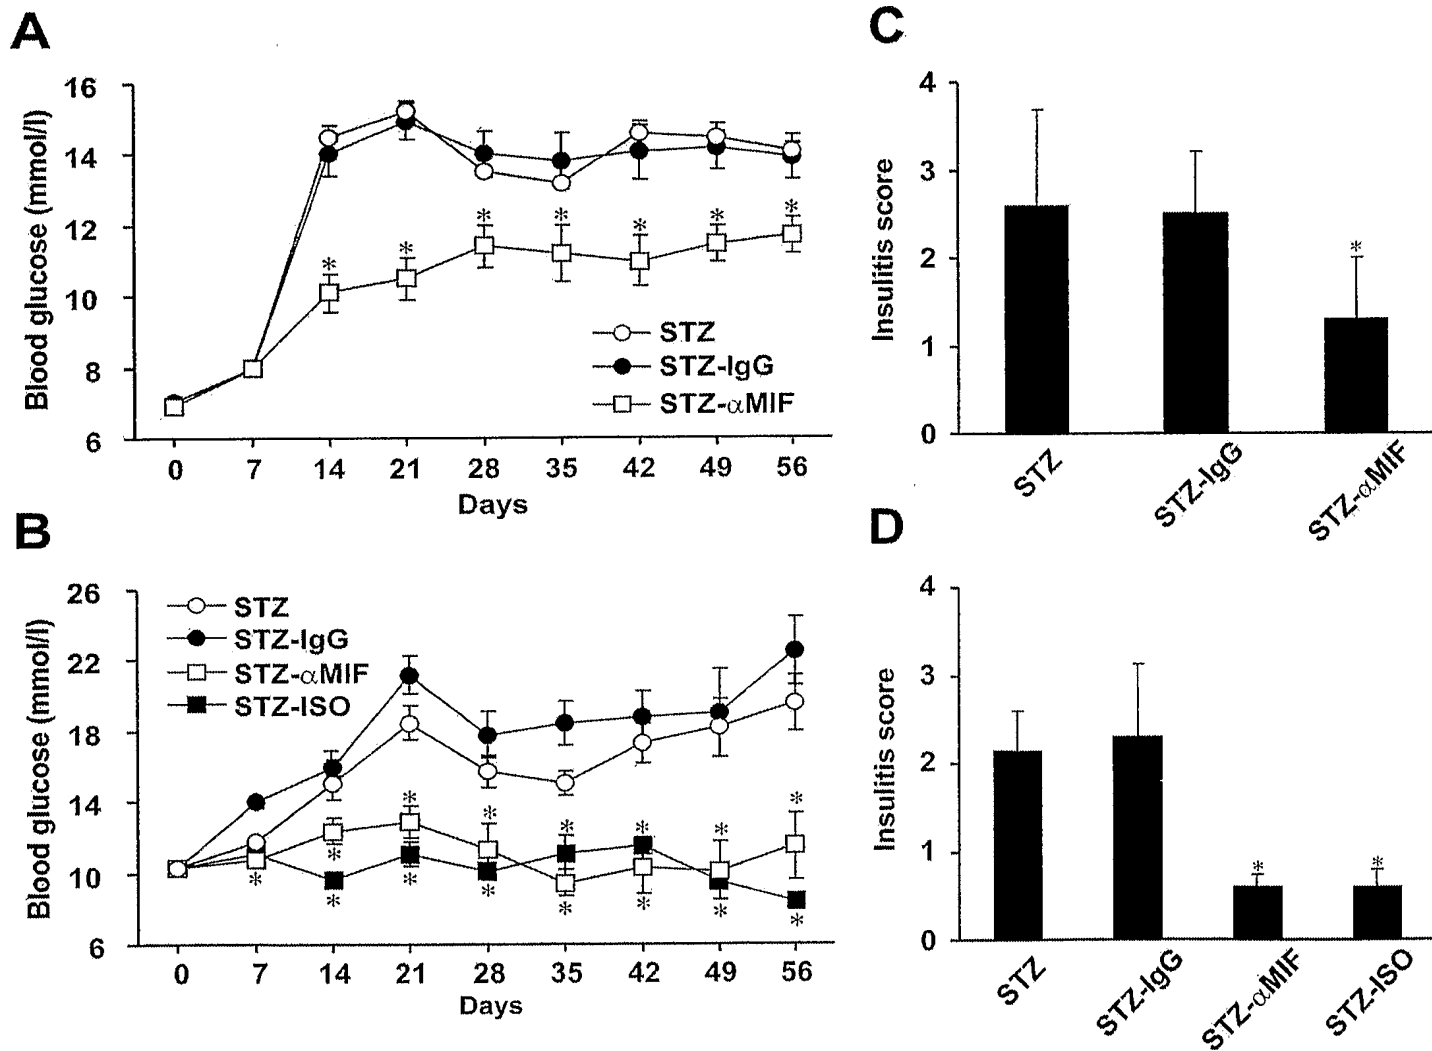 A
16
14
12
10
8
6
Blood glucose (mmol/l)
*
*
*
*
*
*
*
STZ
STZ-IgG
STZ-αMIF
0 7 14 21 28 35 42 49 56
Days
B
26
22
18
14
10
6
Blood glucose (mmol/l)
STZ
STZ-IgG
STZ-αMIF
STZ-ISO
* * * * * *
* * * * * * * * *
0 7 14 21 28 35 42 49 56
Days
C
4
3
2
1
0
Insulitis score
*
STZ
STZ-IgG
STZ-αMIF
D
4
3
2
1
0
Insulitis score
* *
STZ
STZ-IgG
STZ-αMIF
STZ-ISO